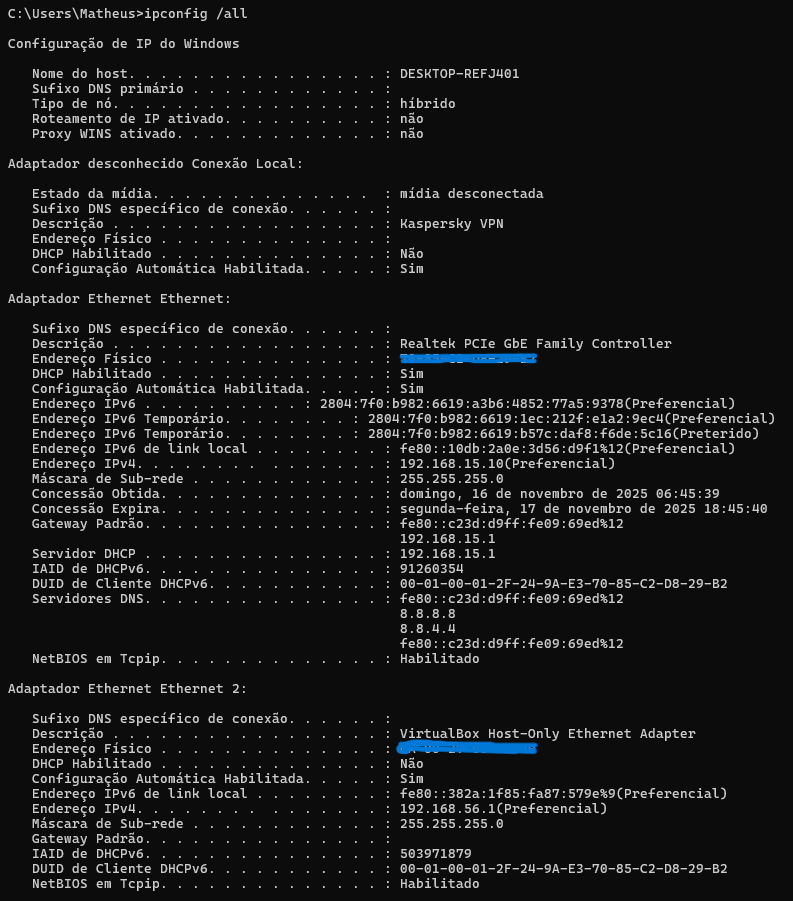 C:\Users\Matheus>ipconfig /all
Configuração de IP do Windows
Nome do host. . . . . . . . . . . . . . . . : DESKTOP-REFJ401
Sufixo DNS primário . . . . . . . . . . . . :
Tipo de nó. . . . . . . . . . . . . . . . . : híbrido
Roteamento de IP ativado. . . . . . . . . . : não
Proxy WINS ativado. . . . . . . . . . . . . : não
Adaptador desconhecido Conexão Local:
Estado da mídia. . . . . . . . . . . . . .  : mídia desconectada
Sufixo DNS específico de conexão. . . . . . :
Descrição . . . . . . . . . . . . . . . . . : Kaspersky VPN
Endereço Físico . . . . . . . . . . . . . . :
DHCP Habilitado . . . . . . . . . . . . . . : Não
Configuração Automática Habilitada. . . . . : Sim
Adaptador Ethernet Ethernet:
Sufixo DNS específico de conexão. . . . . . :
Descrição . . . . . . . . . . . . . . . . . : Realtek PCIe GbE Family Controller
Endereço Físico . . . . . . . . . . . . . . :
DHCP Habilitado . . . . . . . . . . . . . . : Sim
Configuração Automática Habilitada. . . . . : Sim
Endereço IPv6 . . . . . . . . . . : 2804:7f0:b982:6619:a3b6:4852:77a5:9378(Preferencial)
Endereço IPv6 Temporário. . . . . . . . : 2804:7f0:b982:6619:1ec:212f:e1a2:9ec4(Preferencial)
Endereço IPv6 Temporário. . . . . . . . : 2804:7f0:b982:6619:b57c:daf8:f6de:5c16(Preterido)
Endereço IPv6 de link local . . . . . . . . : fe80::10db:2a0e:3d56:d9f1%12(Preferencial)
Endereço IPv4. . . . . . . .  . . . . . . . : 192.168.15.10(Preferencial)
Máscara de Sub-rede . . . . . . . . . . . . : 255.255.255.0
Concessão Obtida. . . . . . . . . . . . . . : domingo, 16 de novembro de 2025 06:45:39
Concessão Expira. . . . . . . . . . . . . . : segunda-feira, 17 de novembro de 2025 18:45:40
Gateway Padrão. . . . . . . . . . . . . . . : fe80::c23d:d9ff:fe09:69ed%12
192.168.15.1
Servidor DHCP . . . . . . . . . . . . . . . : 192.168.15.1
IAID de DHCPv6. . . . . . . . . . . . . . . : 91260354
DUID de Cliente DHCPv6. . . . . . . . . . . : 00-01-00-01-2F-24-9A-E3-70-85-C2-D8-29-B2
Servidores DNS. . . . . . . . . . . . . . . : fe80::c23d:d9ff:fe09:69ed%12
8.8.8.8
8.8.4.4
fe80::c23d:d9ff:fe09:69ed%12
NetBIOS em Tcpip. . . . . . . . . . . . . . : Habilitado
Adaptador Ethernet Ethernet 2:
Sufixo DNS específico de conexão. . . . . . :
Descrição . . . . . . . . . . . . . . . . . : VirtualBox Host-Only Ethernet Adapter
Endereço Físico . . . . . . . . . . . . . . :
DHCP Habilitado . . . . . . . . . . . . . . : Não
Configuração Automática Habilitada. . . . . : Sim
Endereço IPv6 de link local . . . . . . . . : fe80::382a:1f85:fa87:579e%9(Preferencial)
Endereço IPv4. . . . . . . .  . . . . . . . : 192.168.56.1(Preferencial)
Máscara de Sub-rede . . . . . . . . . . . . : 255.255.255.0
Gateway Padrão. . . . . . . . . . . . . . . :
IAID de DHCPv6. . . . . . . . . . . . . . . : 503971879
DUID de Cliente DHCPv6. . . . . . . . . . . : 00-01-00-01-2F-24-9A-E3-70-85-C2-D8-29-B2
NetBIOS em Tcpip. . . . . . . . . . . . . . : Habilitado